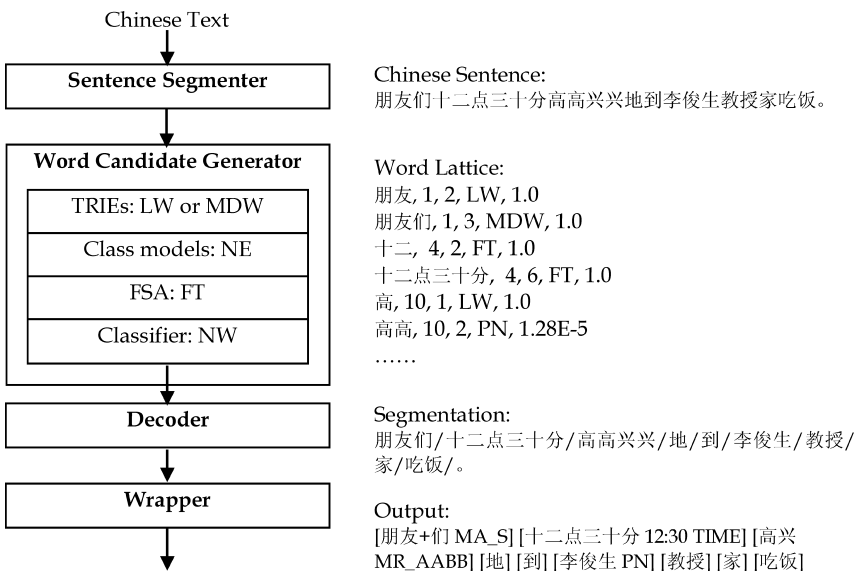 Chinese Text
Sentence Segmenter
Chinese Sentence:
朋友们十二点三十分高高兴兴地到李俊生教授家吃饭。
Word Candidate Generator
TRIEs: LW or MDW
Class models: NE
FSA: FT
Classifier: NW
Word Lattice:
朋友, 1, 2, LW, 1.0
朋友们, 1, 3, MDW, 1.0
十二, 4, 2, FT, 1.0
十二点三十分, 4, 6, FT, 1.0
高, 10, 1, LW, 1.0
高高, 10, 2, PN, 1.28E-5
……
Decoder
Segmentation:
朋友们/十二点三十分/高高兴兴/地/到/李俊生/教授/
家/吃饭/。
Wrapper
Output:
[朋友+们 MA_S] [十二点三十分 12:30 TIME] [高兴
MR_AABB] [地] [到] [李俊生 PN] [教授] [家] [吃饭]